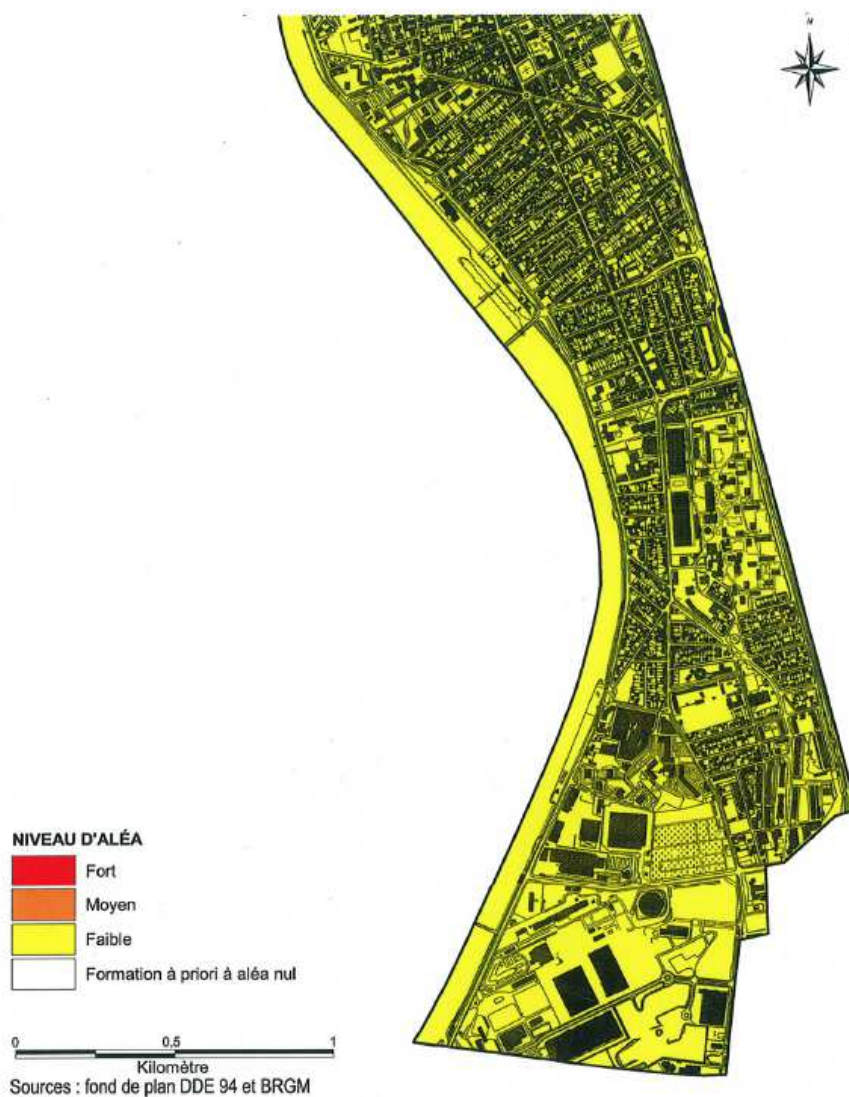 N
NIVEAU D'ALÉA
Fort
Moyen
Faible
Formation à priori à aléa nul
0 0,5 1
Kilomètre
Sources : fond de plan DDE 94 et BRGM